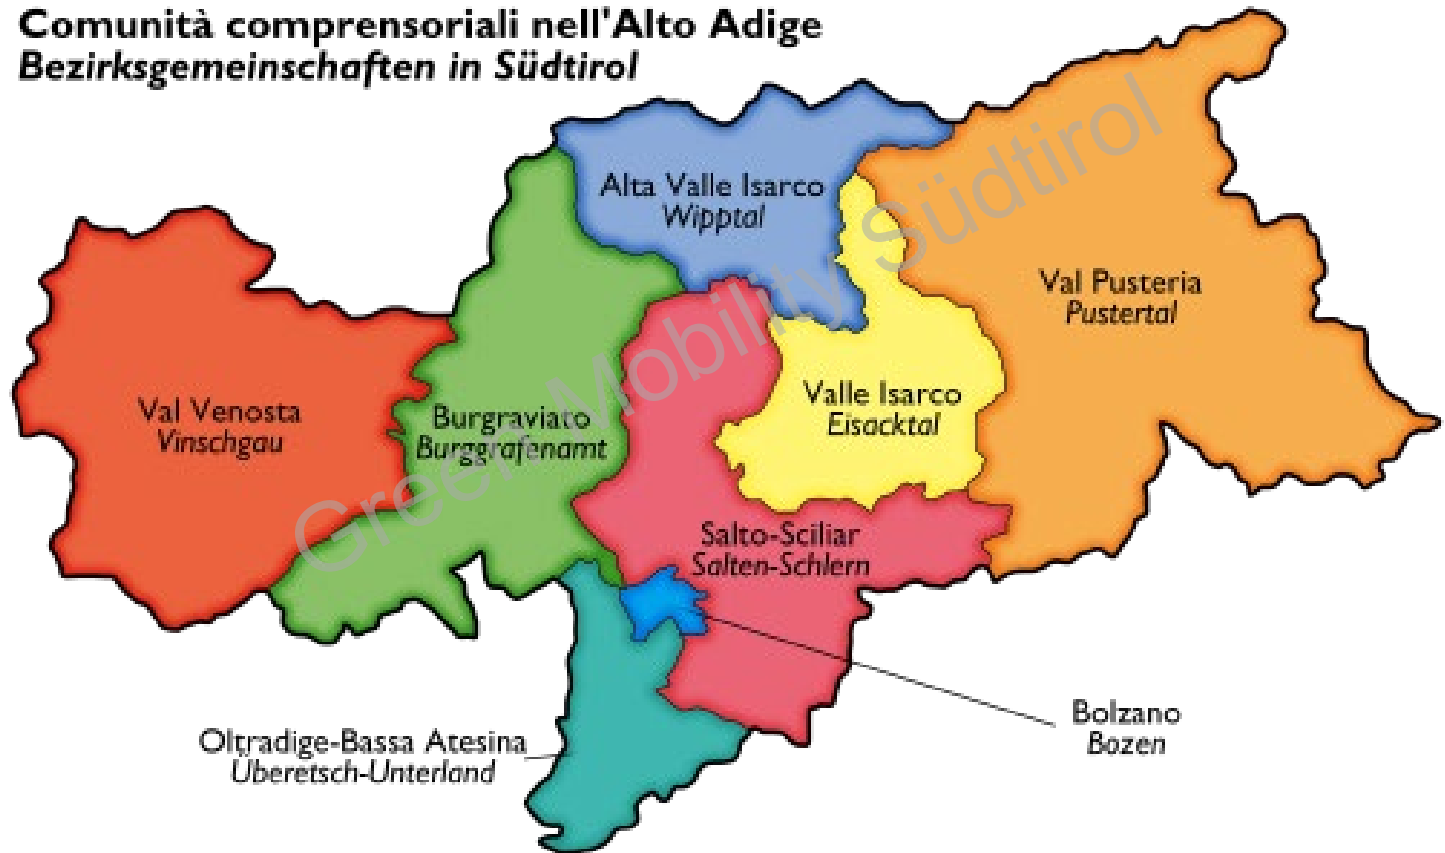 Comunità comprensoriali nell'Alto Adige
Bezirksgemeinschaften in Südtirol
Alta Valle Isarco
Wipptal
Val Pusteria
Pustertal
Valle Isarco
Eisacktal
Val Venosta
Vinschgau
Burgraviato
Burggrafenamt
Salto-Sciliar
Salten-Schlern
Bolzano
Bozen
Oltradige-Bassa Atesina
Überetsch-Unterland
Green Mobility Südtirol